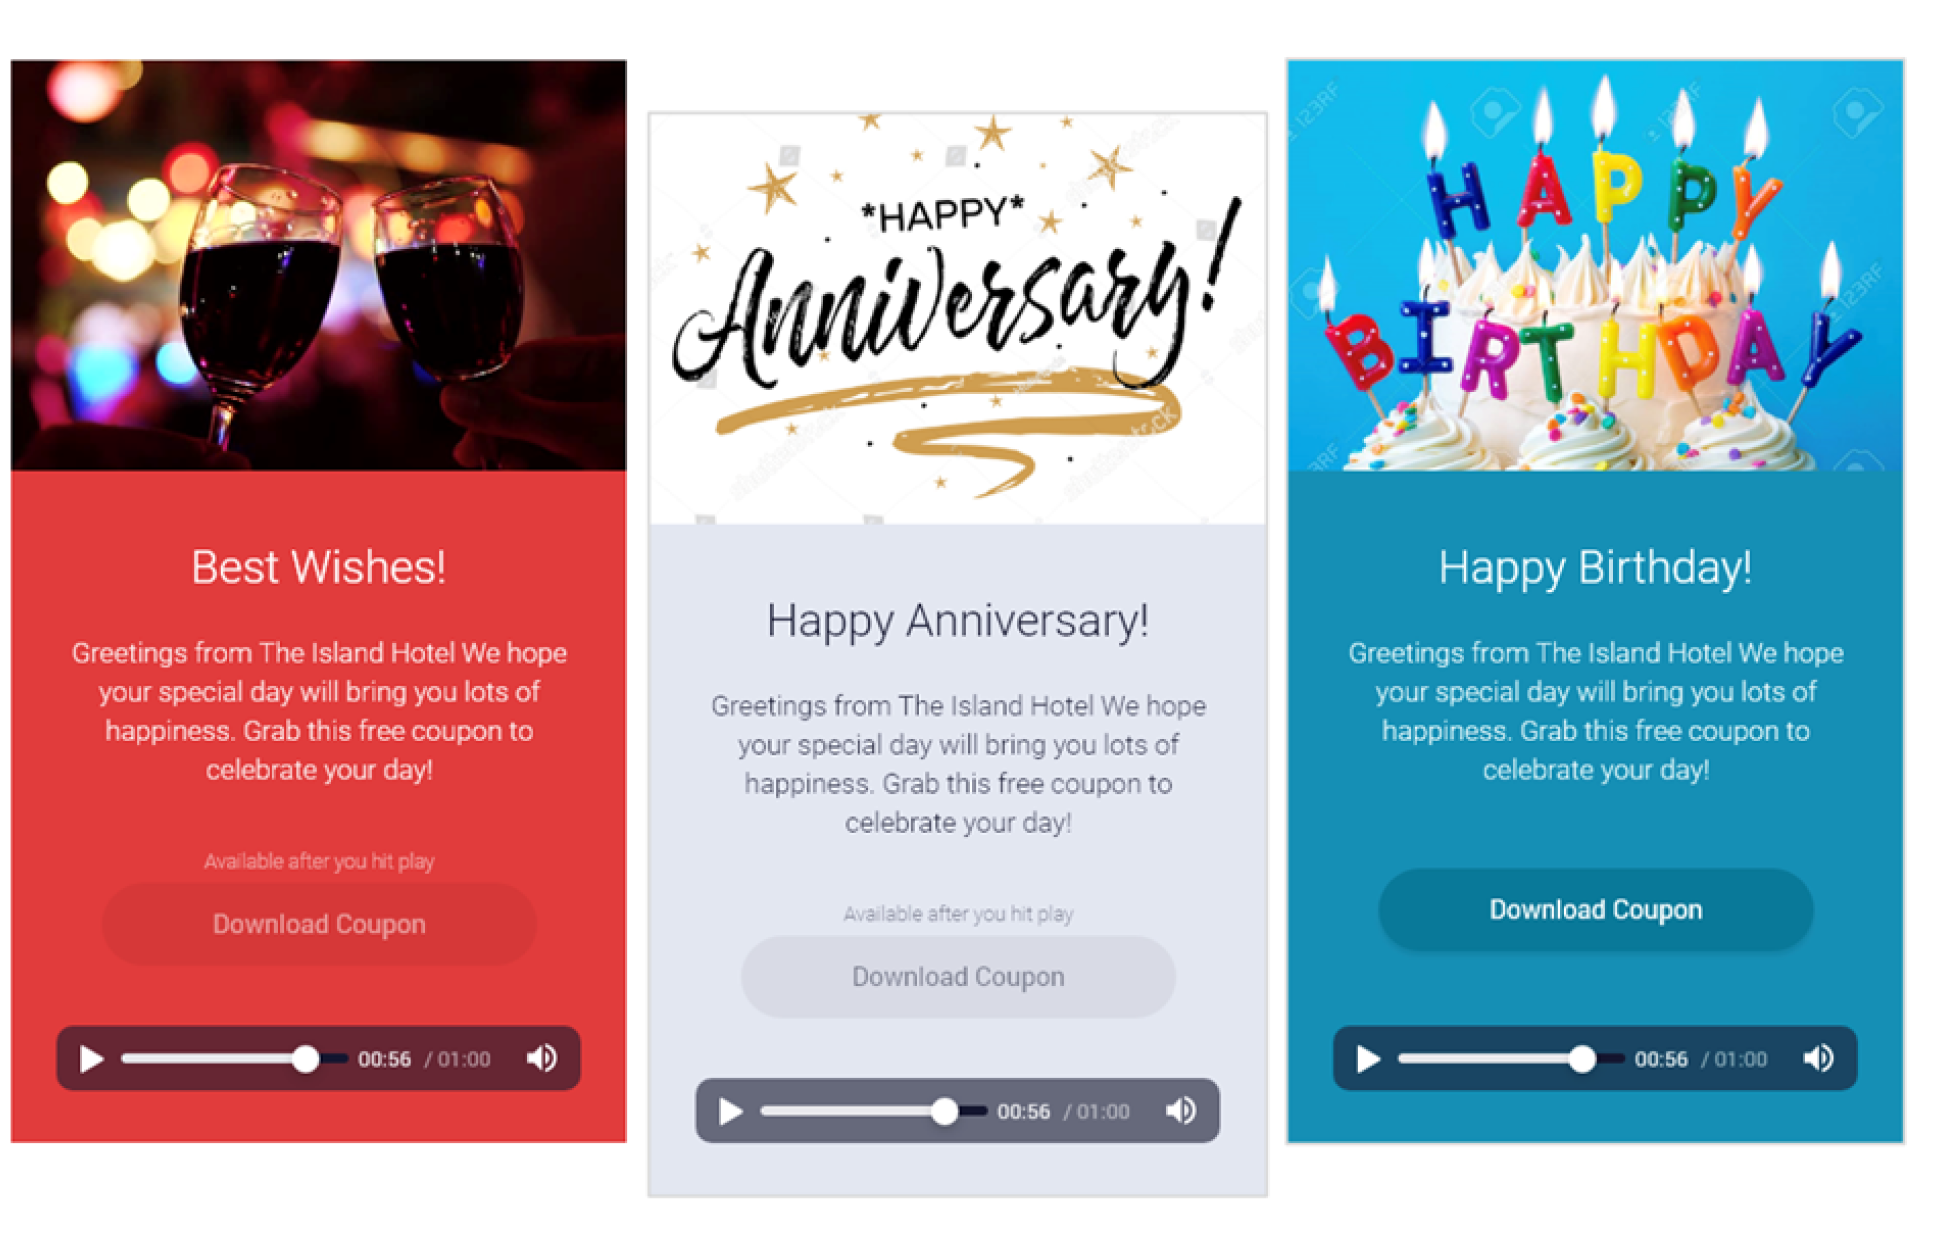 Best Wishes!
Greetings from The Island Hotel We hope
your special day will bring you lots of
happiness. Grab this free coupon to
celebrate your day!
Available after you hit play
Download Coupon
00:56 / 01:00
*HAPPY*
Anniversary!
shutterstock
shutterstock
Happy Anniversary!
Greetings from The Island Hotel We hope
your special day will bring you lots of
happiness. Grab this free coupon to
celebrate your day!
Available after you hit play
Download Coupon
00:56 / 01:00
123RF
123RF
HAPPY
BIRTHDAY
123RF
Happy Birthday!
Greetings from The Island Hotel We hope
your special day will bring you lots of
happiness. Grab this free coupon to
celebrate your day!
Download Coupon
00:56 / 01:00